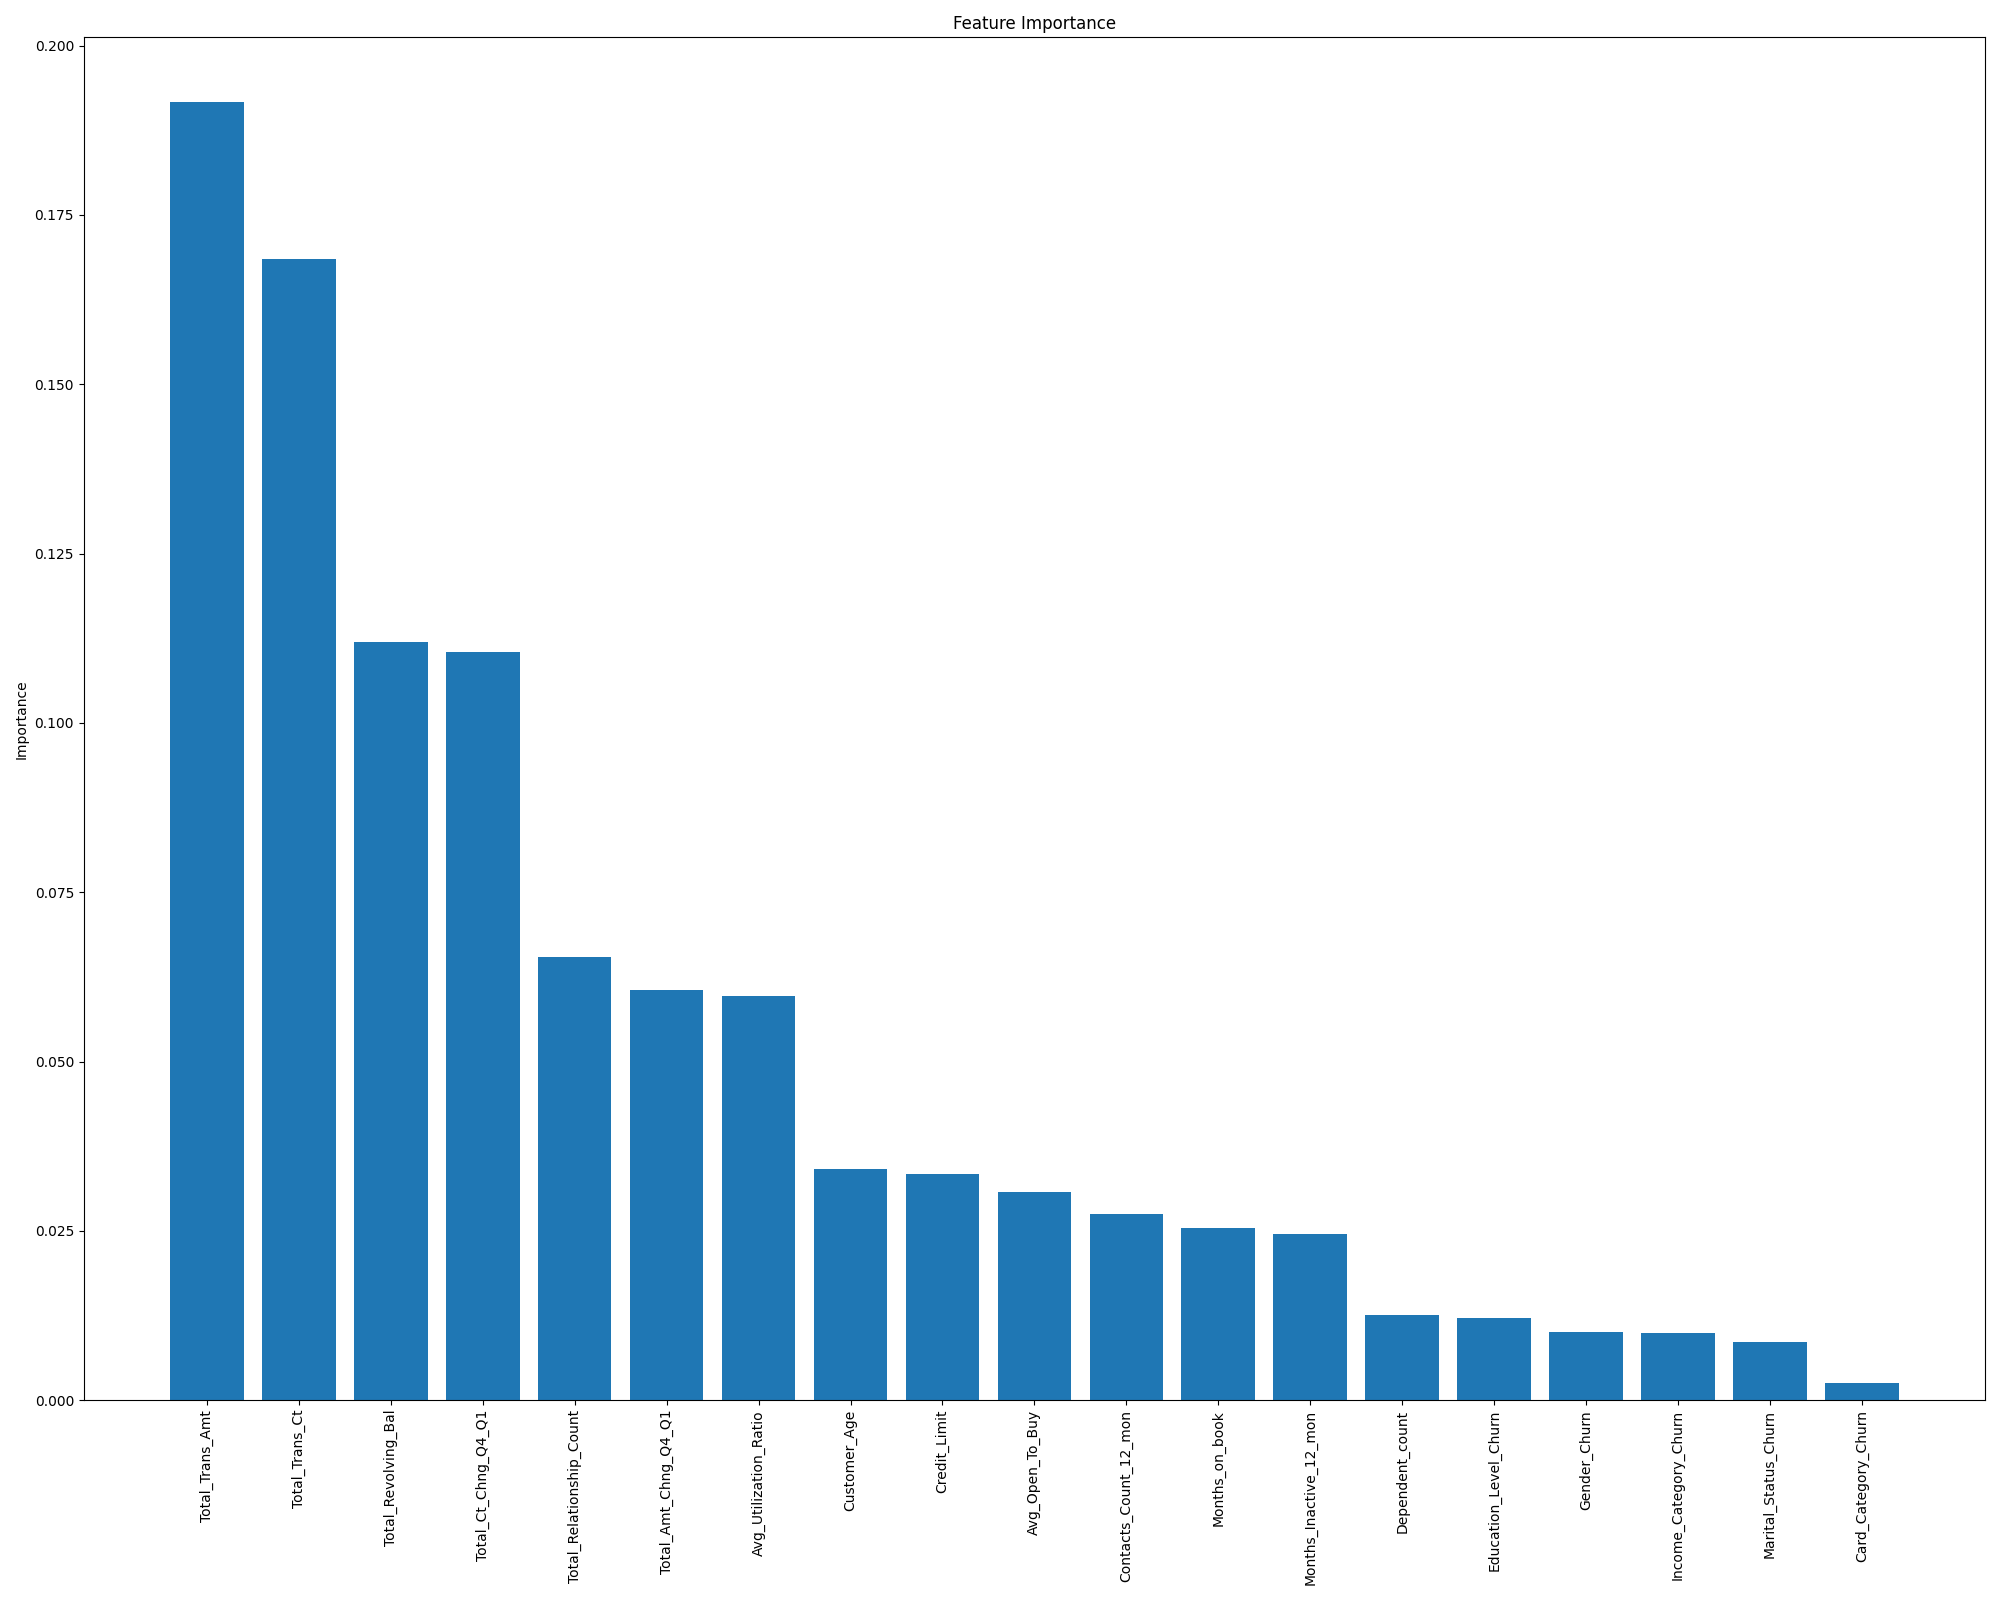 Feature Importance
0.200
0.175
0.150
0.125
0.100
0.075
0.050
0.025
0.000
Importance
Total_Trans_Amt
Total_Trans_Ct
Total_Revolving_Bal
Total_Ct_Chng_Q4_Q1
Total_Relationship_Count
Total_Amt_Chng_Q4_Q1
Avg_Utilization_Ratio
Customer_Age
Credit_Limit
Avg_Open_To_Buy
Contacts_Count_12_mon
Months_on_book
Months_Inactive_12_mon
Dependent_count
Education_Level_Churn
Gender_Churn
Income_Category_Churn
Marital_Status_Churn
Card_Category_Churn